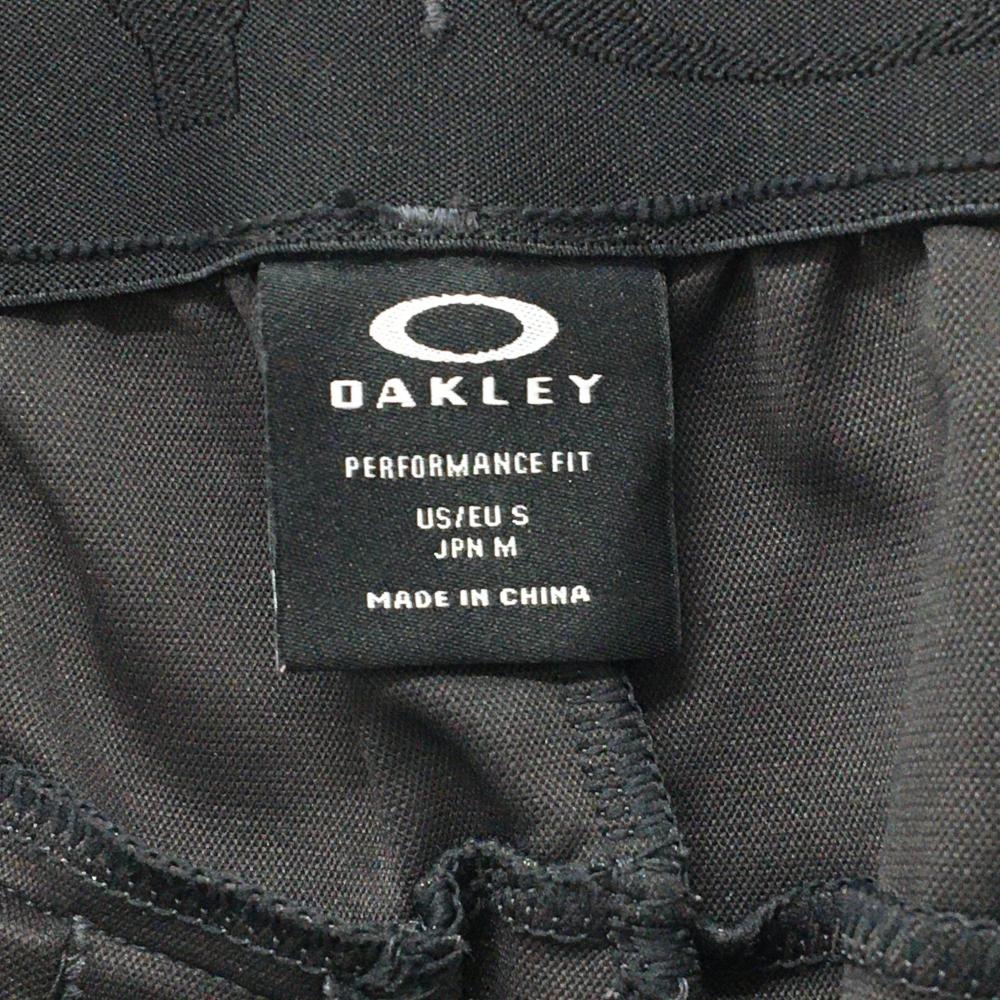 OAKLEY
PERFORMANCE FIT
US/EU S
JPN M
MADE IN CHINA